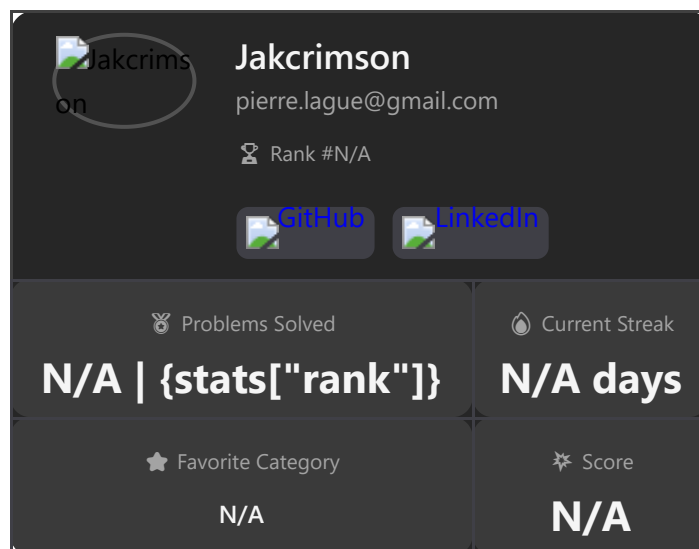 Jakcrimson
Jakcrims
on
pierre.lague@gmail.com
Rank #N/A
GitHub
LinkedIn
Problems Solved
Current Streak
N/A | {stats["rank"]}
N/A days
Favorite Category
Score
N/A
N/A